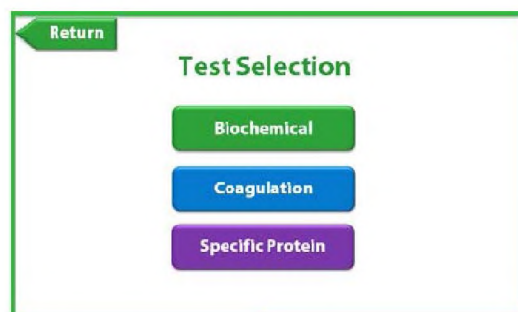 Return
Test Selection
Biochemical
Coagulation
Specific Protein